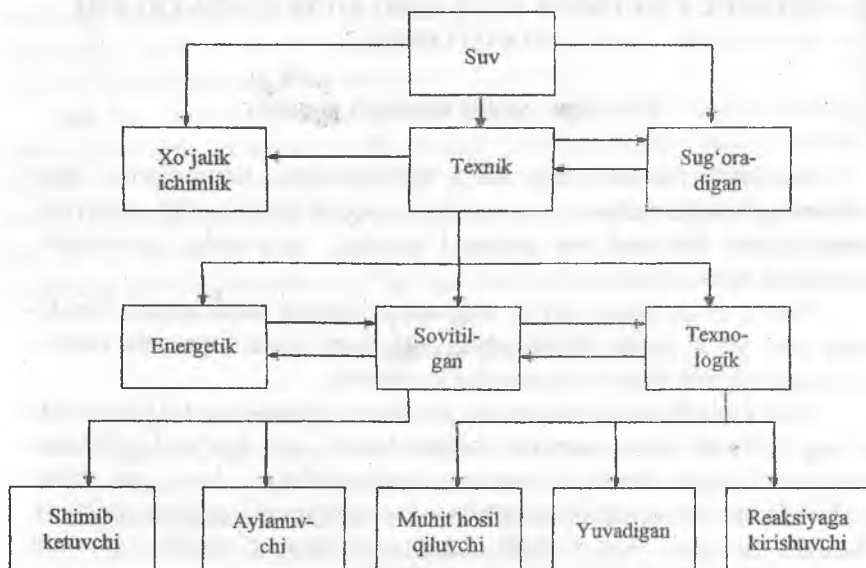 Suv
Xo‘jalik
ichimlik
Texnik
Sug‘ora-
digan
Energetik
Sovitil-
gan
Texno-
logik
Shimib
ketuvchi
Aylanuv-
chi
Muhit hosil
qiluvchi
Yuvadigan
Reaksiyaga
kirishuvchi